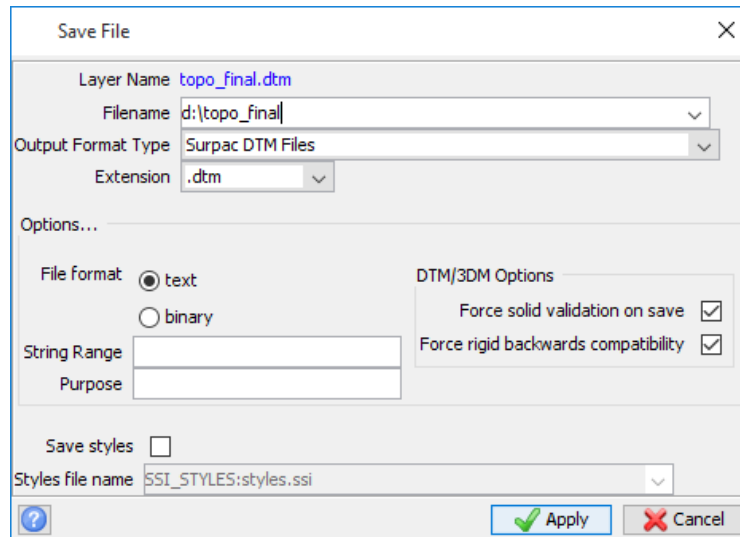 Save File
Layer Name topo_final.dtm
Filename d:\topo_final
Output Format Type Surpac DTM Files
Extension .dtm
Options...
File format text
binary
DTM/3DM Options
Force solid validation on save
Force rigid backwards compatibility
String Range
Purpose
Save styles
Styles file name SSI_STYLES:styles.ssi
? Apply Cancel